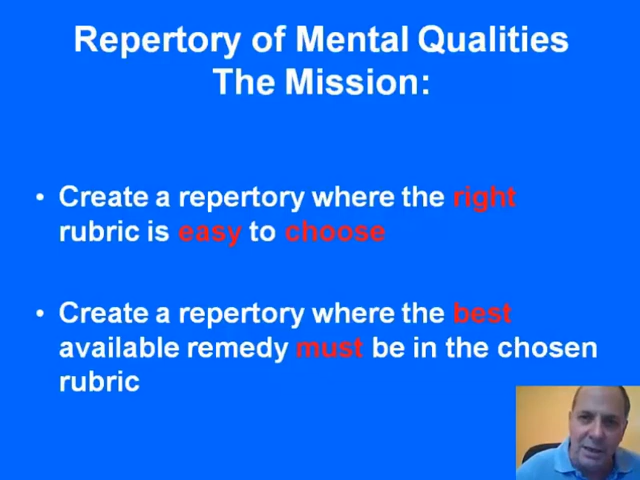 Repertory of Mental Qualities
The Mission:
• Create a repertory where the right
rubric is easy to choose
• Create a repertory where the best
available remedy must be in the chosen
rubric